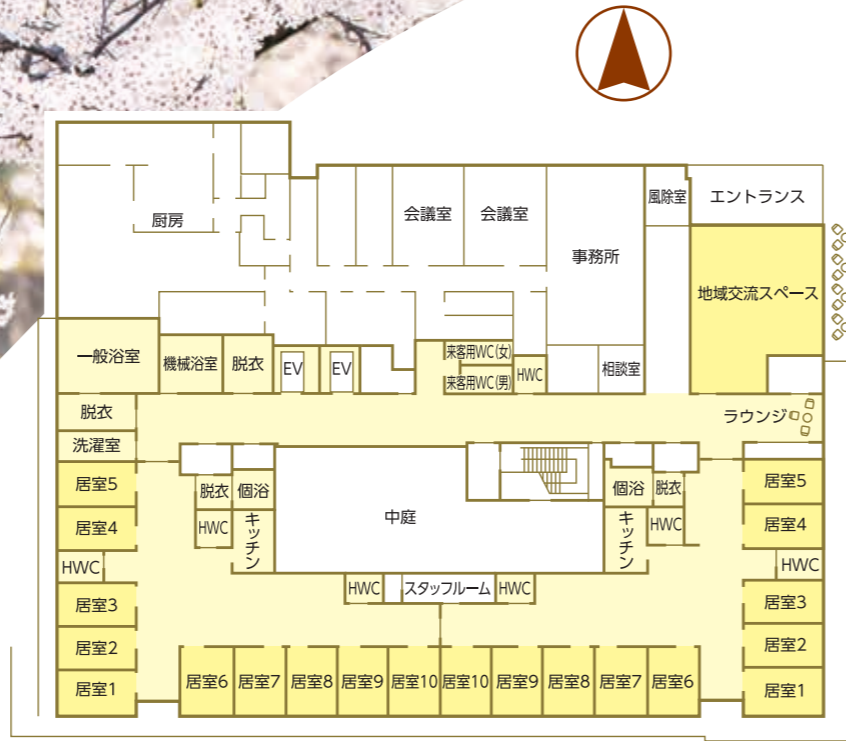 厨房
会議室
会議室
事務所
風除室
エントランス
地域交流スペース
一般浴室
機械浴室
脱衣
EV
EV
来客用WC(女)
来客用WC(男)
HWC
相談室
脱衣
洗濯室
ラウンジ
居室5
居室4
HWC
居室3
居室2
居室1
脱衣
個浴
HWC
キッチン
中庭
個浴
脱衣
キッチン
HWC
居室5
居室4
HWC
居室3
居室2
居室1
HWC
スタッフルーム
HWC
居室6
居室7
居室8
居室9
居室10
居室10
居室9
居室8
居室7
居室6